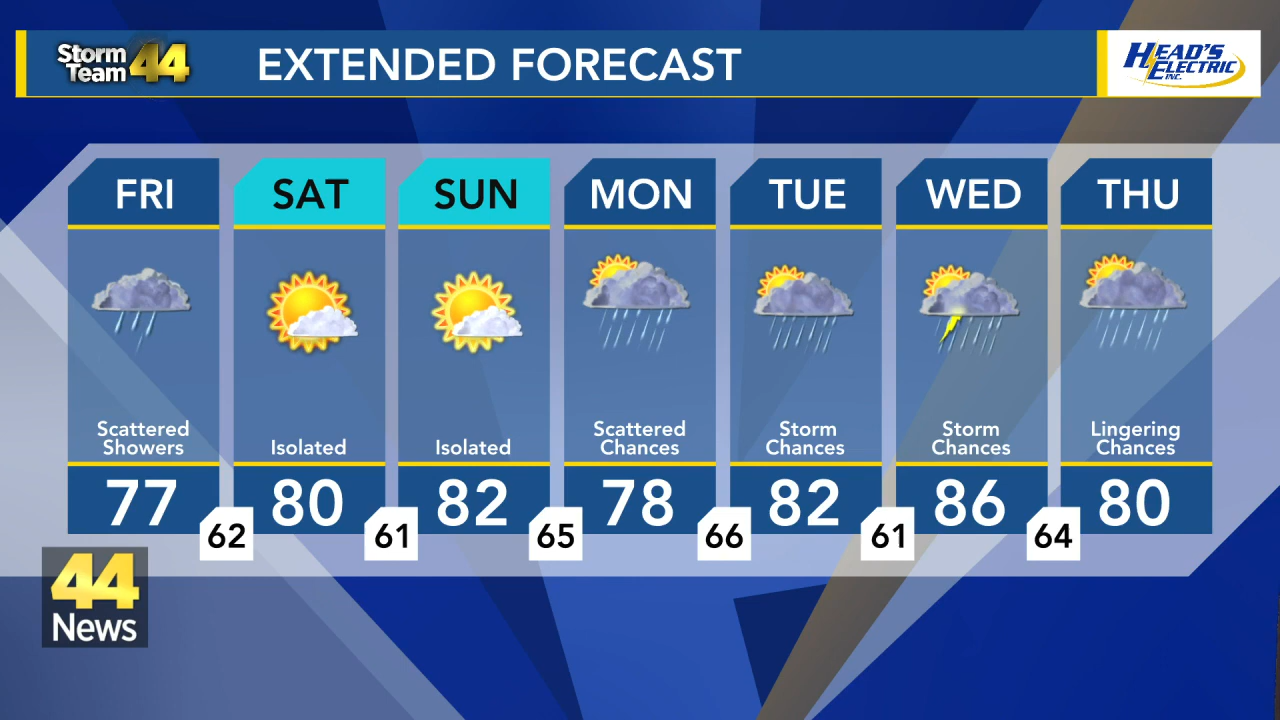 Storm
Team 44
EXTENDED FORECAST
HEAD'S
ELECTRIC
INC.
FRI
SAT
SUN
MON
TUE
WED
THU
Scattered
Showers
Isolated
Isolated
Scattered
Chances
Storm
Chances
Storm
Chances
Lingering
Chances
77
80
82
78
82
86
80
62
61
65
66
61
64
44
News